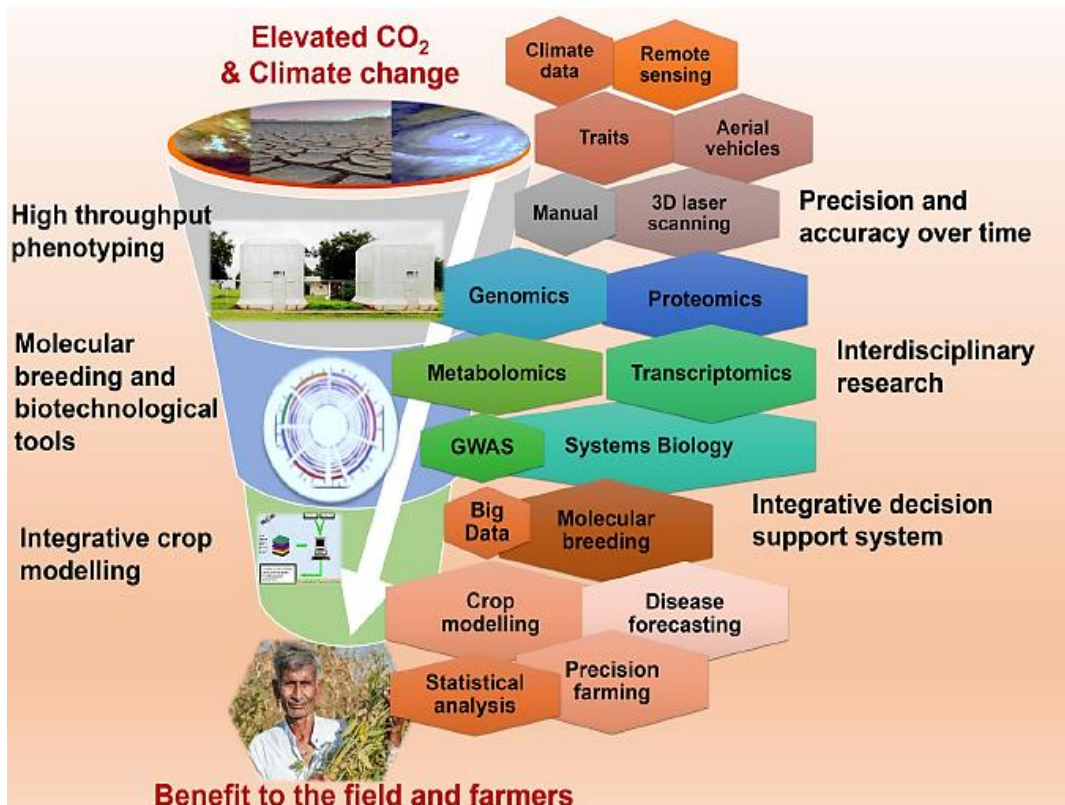 Elevated CO₂
& Climate change
Climate
data
Remote
sensing
Traits
Aerial
vehicles
Manual
3D laser
scanning
High throughput
phenotyping
Precision and
accuracy over time
Genomics
Proteomics
Molecular
breeding and
biotechnological
tools
Metabolomics
Transcriptomics
Interdisciplinary
research
GWAS
Systems Biology
Big
Data
Molecular
breeding
Integrative decision
support system
Integrative crop
modelling
Crop
modelling
Disease
forecasting
Statistical
analysis
Precision
farming
Benefit to the field and farmers